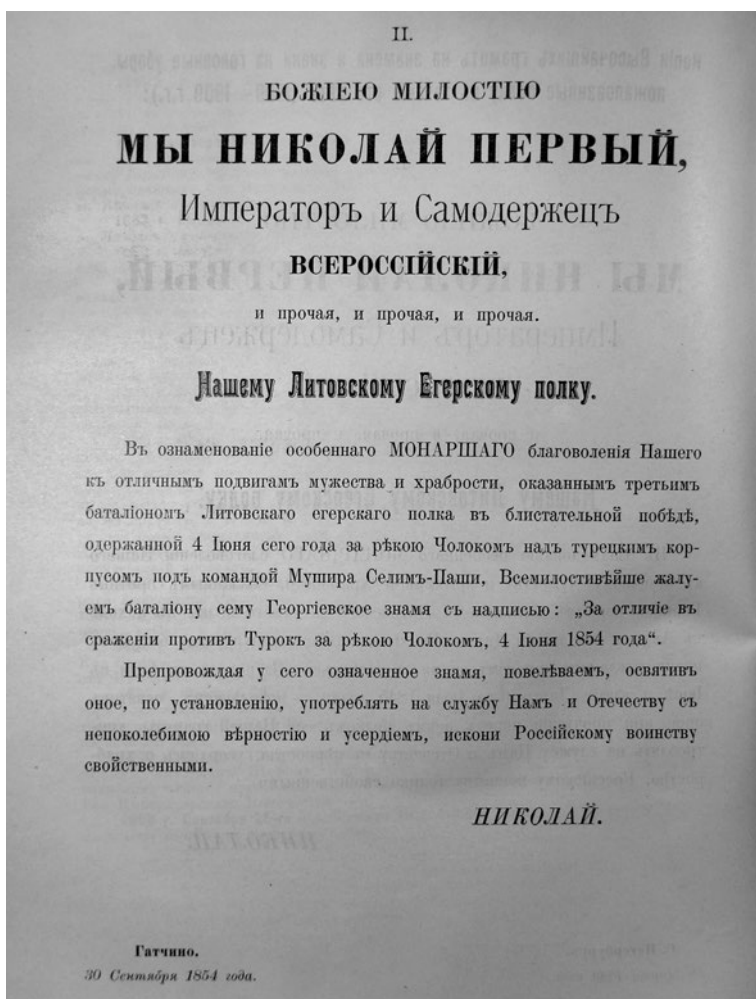 II.
БОЖІЕЮ МИЛОСТІЮ
МЫ НИКОЛАЙ ПЕРВЫЙ,
Императоръ и Самодержецъ
ВСЕРОССІЙСКІЙ,
и прочая, и прочая, и прочая.
Нашему Литовскому Егерскому полку.
Въ ознаменованіе особеннаго МОНАРШАГО благоволенія Нашего
къ отличнымъ подвигамъ мужества и храбрости, оказаннымъ третьимъ
баталіономъ Литовскаго егерскаго полка въ блистательной побѣдѣ,
одержанной 4 Іюня сего года за рѣкою Чолокомъ надъ турецкимъ кор-
пусомъ подъ командой Мушира Селимъ-Паши, Всемилостивѣйше жалу-
емъ баталіону сему Георгіевское знамя съ надписью: „За отличіе въ
сраженіи противъ Турокъ за рѣкою Чолокомъ, 4 Іюня 1854 года“.
Препровождая у сего означенное знамя, повелѣваемъ, освятивъ
оное, по установленію, употреблять на службу Намъ и Отечеству съ
непоколебимою вѣрностію и усердіемъ, искони Россійскому воинству
свойственными.
НИКОЛАЙ.
Гатчино.
30 Сентября 1854 года.